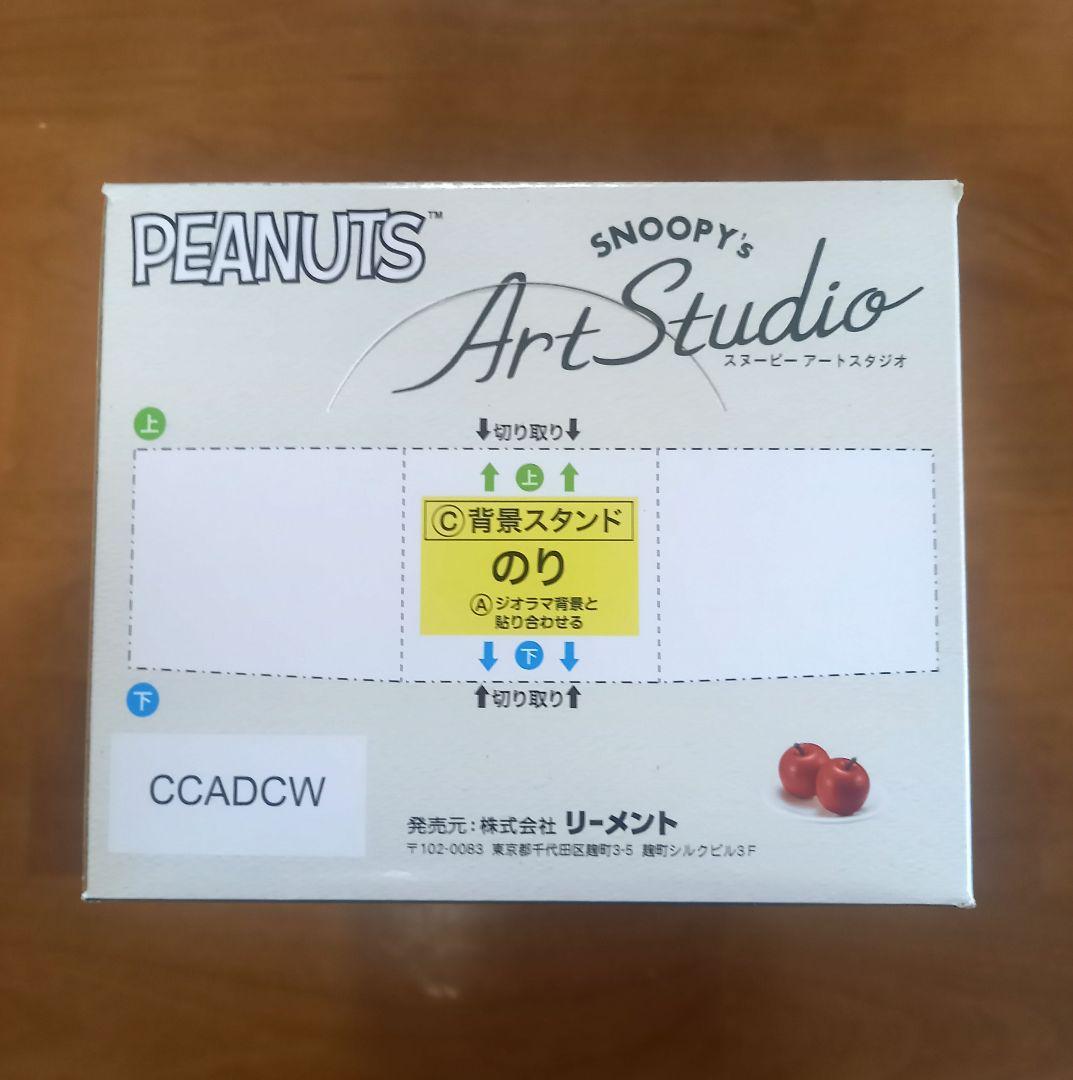 PEANUTS™
SNOOPY's
Art Studio
スヌーピー アートスタジオ
上
↓切り取り↓
↑ 上 ↑
Ⓒ背景スタンド
のり
Ⓐジオラマ背景と
貼り合わせる
↓ 下 ↓
下
↑切り取り↑
CCADCW
発売元：株式会社 リーメント
〒102-0083 東京都千代田区麹町3-5 麹町シルクビル3F